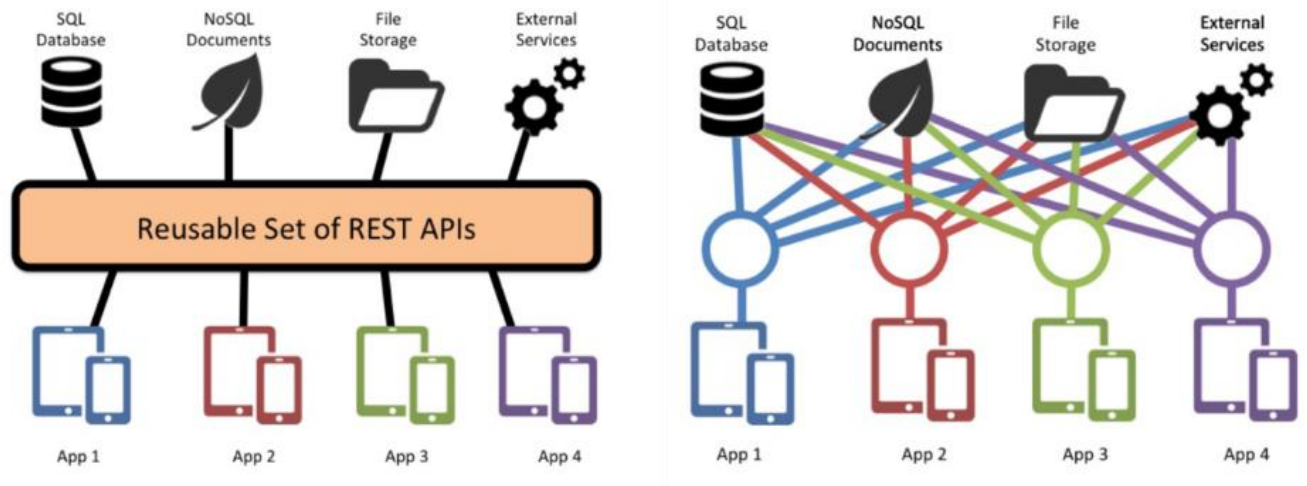 SQL
Database
NoSQL
Documents
File
Storage
External
Services
Reusable Set of REST APIs
App 1
App 2
App 3
App 4
SQL
Database
NoSQL
Documents
File
Storage
External
Services
App 1
App 2
App 3
App 4